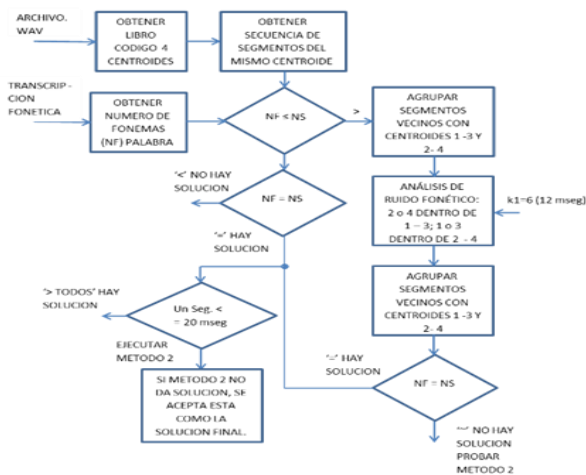 ARCHIVO.
WAV
OBTENER
LIBRO
CODIGO 4
CENTROIDES
OBTENER
SECUENCIA DE
SEGMENTOS DEL
MISMO CENTROIDE
TRANSCRIP -
CION
FONETICA
OBTENER
NUMERO DE
FONEMAS
(NF) PALABRA
NF ≤ NS
>
AGRUPAR
SEGMENTOS
VECINOS CON
CENTROIDES 1 -3 Y
2- 4
'<' NO HAY
SOLUCION
NF = NS
ANÁLISIS DE
RUIDO FONÉTICO:
2 o 4 DENTRO DE
1 – 3; 1 o 3
DENTRO DE 2 - 4
k1=6 (12 mseg)
'=' HAY
SOLUCION
AGRUPAR
SEGMENTOS
VECINOS CON
CENTROIDES 1 -3 Y
2- 4
'> TODOS' HAY
SOLUCION
Un Seg. <
= 20 mseg
EJECUTAR
METODO 2
'=' HAY
SOLUCION
NF = NS
SI METODO 2 NO
DA SOLUCION, SE
ACEPTA ESTA
COMO LA
SOLUCION FINAL.
NO HAY
SOLUCION
PROBAR
METODO 2